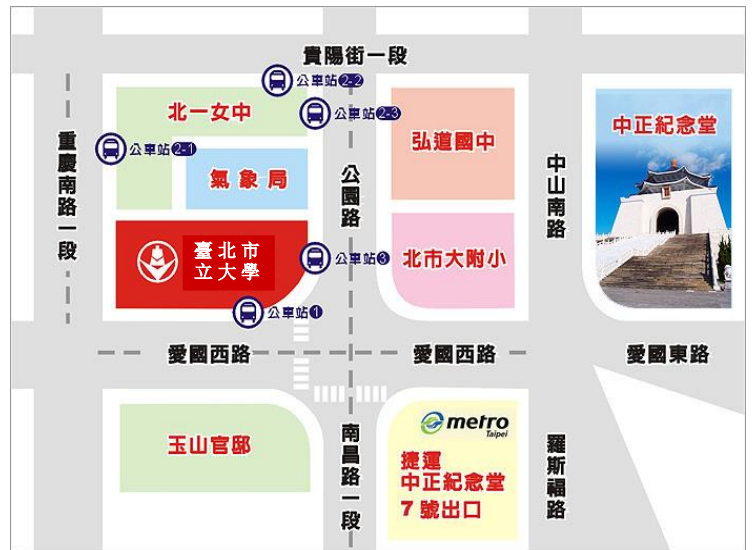 貴陽街一段
公車站2-2
北一女中
公車站2-3
中正紀念堂
弘道國中
公車站2-1
重慶南路一段
氣象局
公園路
中山南路
臺北市
立大學
公車站3
北市大附小
公車站1
愛國西路
愛國西路
愛國東路
metro
Taipei
玉山官邸
南昌路一段
捷運
中正紀念堂
7 號出口
羅斯福路